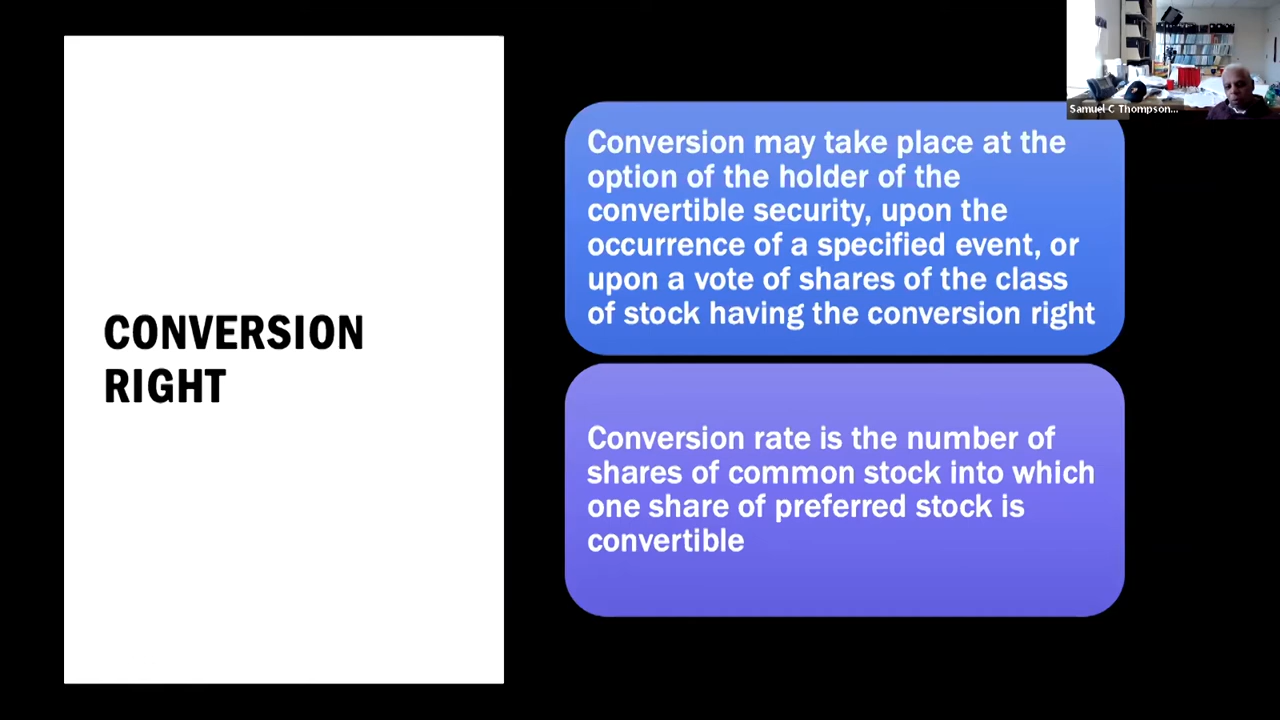 Samuel C Thompson...
CONVERSION
RIGHT
Conversion may take place at the
option of the holder of the
convertible security, upon the
occurrence of a specified event, or
upon a vote of shares of the class
of stock having the conversion right
Conversion rate is the number of
shares of common stock into which
one share of preferred stock is
convertible